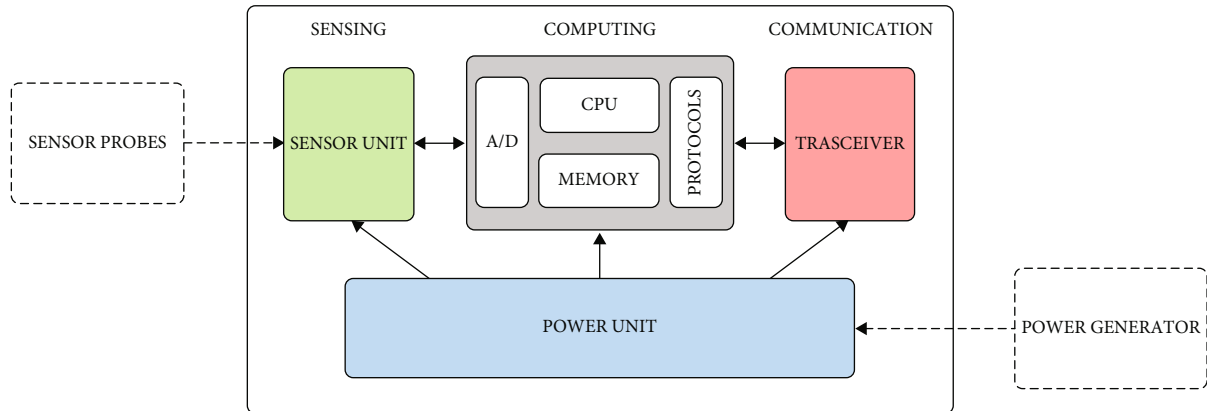 SENSING
COMPUTING
COMMUNICATION
SENSOR PROBES
SENSOR UNIT
A/D
CPU
MEMORY
PROTOCOLS
TRASCEIVER
POWER UNIT
POWER GENERATOR